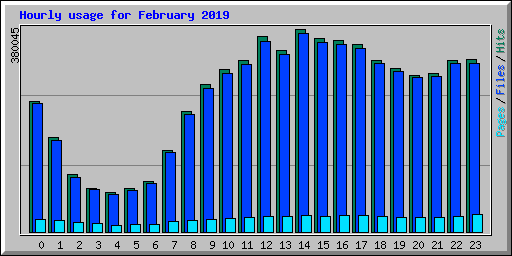 Hourly usage for February 2019
380045
Pages/Files/Hits
0 1 2 3 4 5 6 7 8 9 10 11 12 13 14 15 16 17 18 19 20 21 22 23